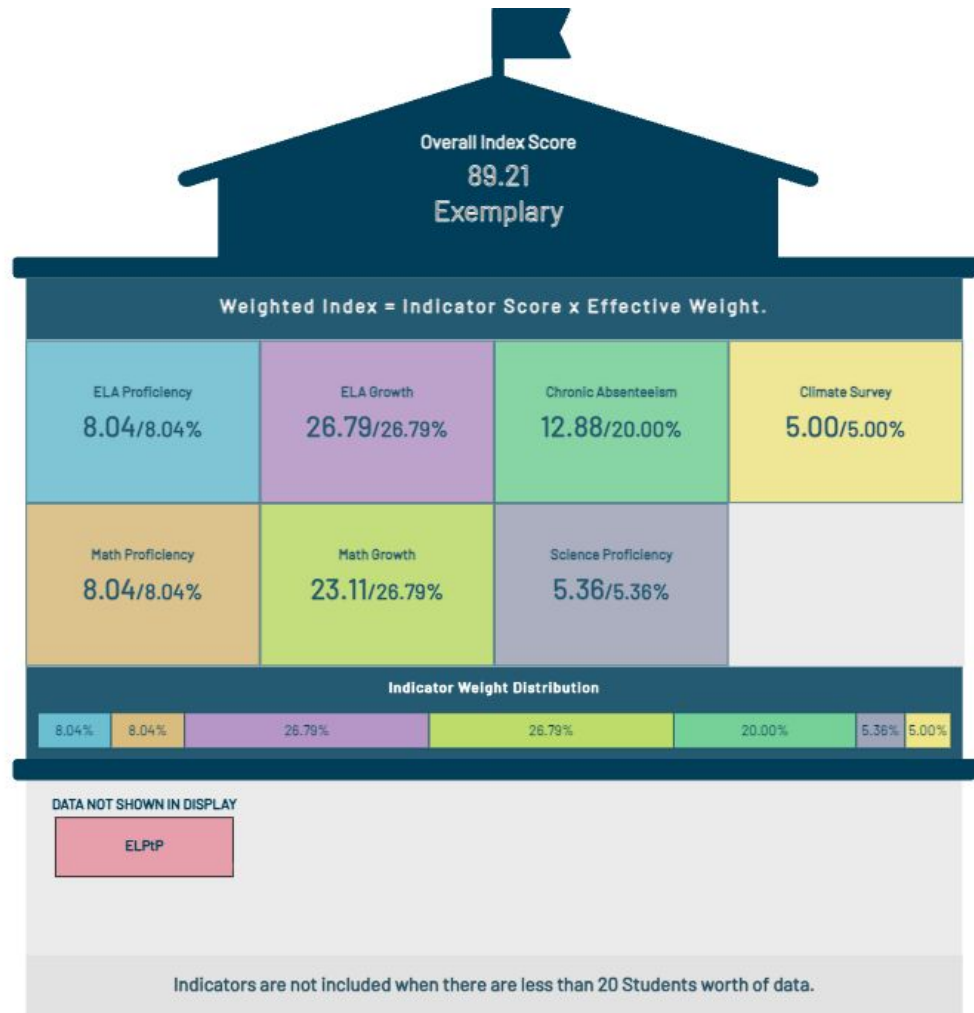 Overall Index Score
89.21
Exemplary
Weighted Index = Indicator Score x Effective Weight.
ELA Proficiency
8.04/8.04%
ELA Growth
26.79/26.79%
Chronic Absenteeism
12.88/20.00%
Climate Survey
5.00/5.00%
Math Proficiency
8.04/8.04%
Math Growth
23.11/26.79%
Science Proficiency
5.36/5.36%
Indicator Weight Distribution
8.04% 8.04% 26.79% 26.79% 20.00% 5.36% 5.00%
DATA NOT SHOWN IN DISPLAY
ELPtP
Indicators are not included when there are less than 20 Students worth of data.